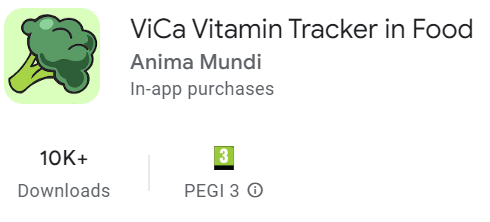 ViCa Vitamin Tracker in Food
Anima Mundi
In-app purchases
10K+
Downloads
3
PEGI 3